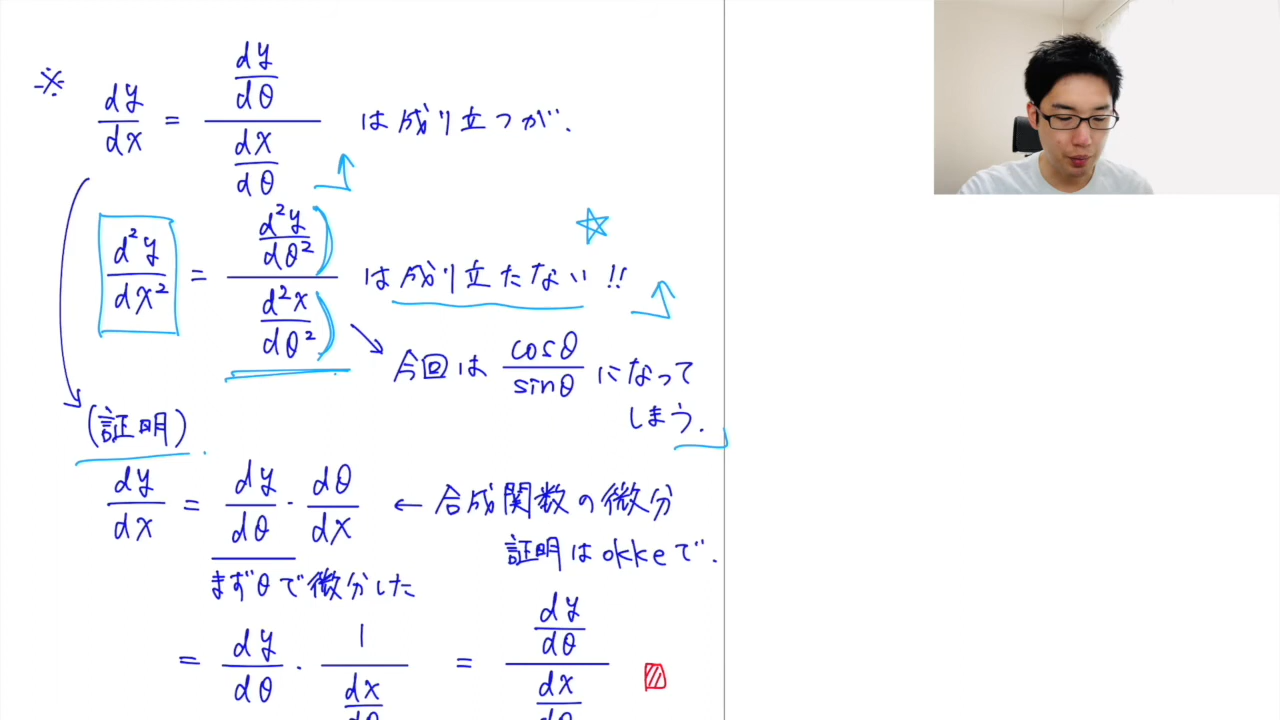 ※ dy/dx = (dy/dθ)/(dx/dθ) は成り立つが、
d²y/dx² = (d²y/dθ²)/(d²x/dθ²) は成り立たない!! ☆
今回は cosθ/sinθ になって
しまう.
(証明)
dy/dx = dy/dθ · dθ/dx ← 合成関数の微分
証明はokkeで.
まずθで微分した
= dy/dθ · 1/(dx/dθ) = (dy/dθ)/(dx/dθ)